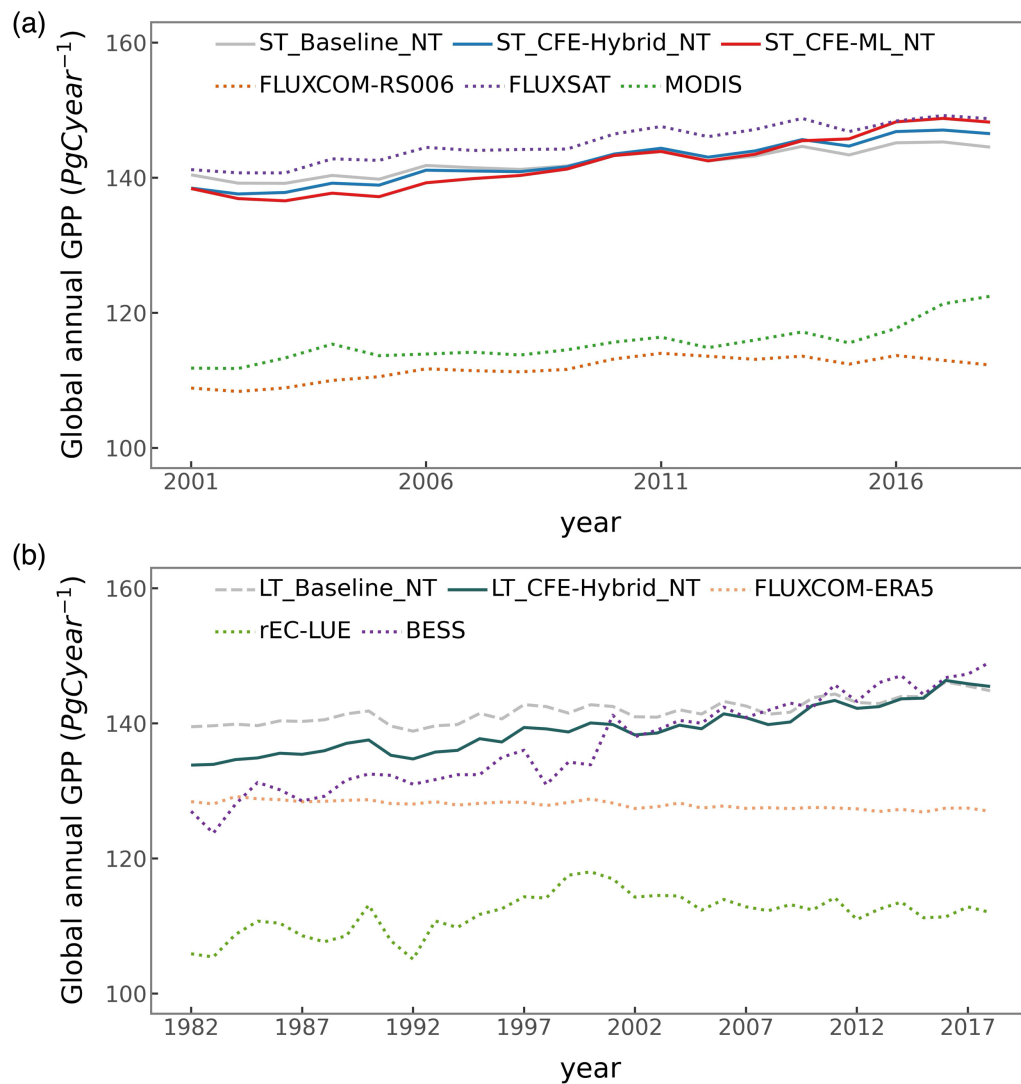 (a)
160
ST_Baseline_NT ST_CFE-Hybrid_NT ST_CFE-ML_NT
FLUXCOM-RS006 FLUXSAT MODIS
140
120
100
Global annual GPP (PgCyear⁻¹)
2001 2006 2011 2016
year
(b)
160
LT_Baseline_NT LT_CFE-Hybrid_NT FLUXCOM-ERA5
rEC-LUE BESS
140
120
100
Global annual GPP (PgCyear⁻¹)
1982 1987 1992 1997 2002 2007 2012 2017
year